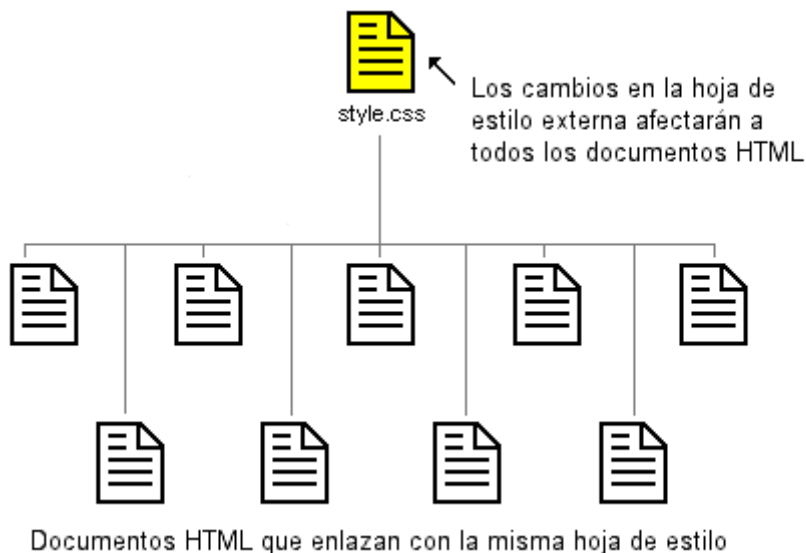 style.css
Los cambios en la hoja de
estilo externa afectarán a
todos los documentos HTML
Documentos HTML que enlazan con la misma hoja de estilo